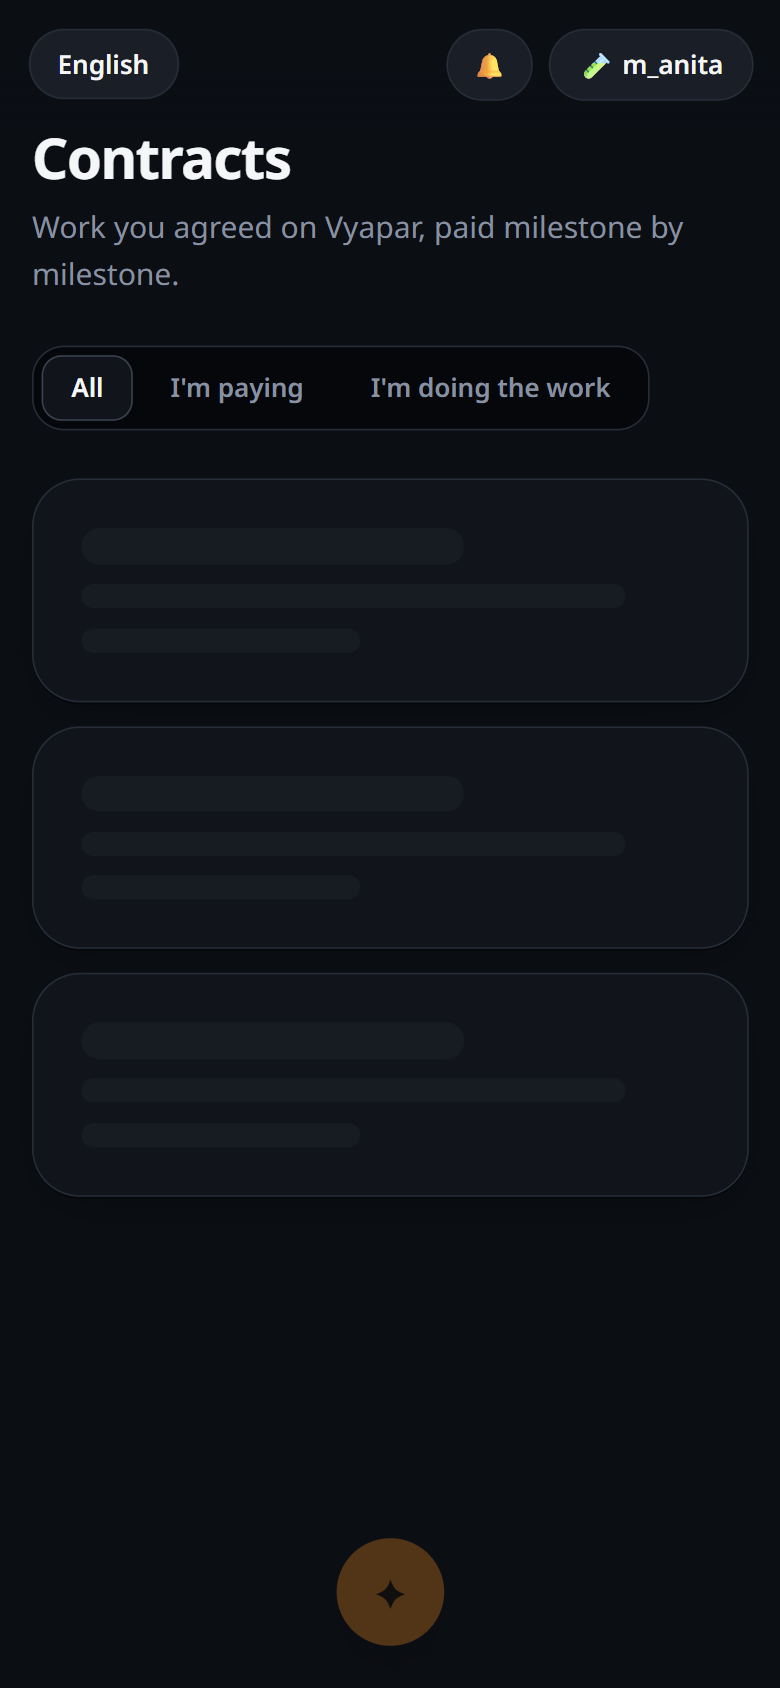 English
m_anita
Contracts
Work you agreed on Vyapar, paid milestone by
milestone.
All
I'm paying
I'm doing the work